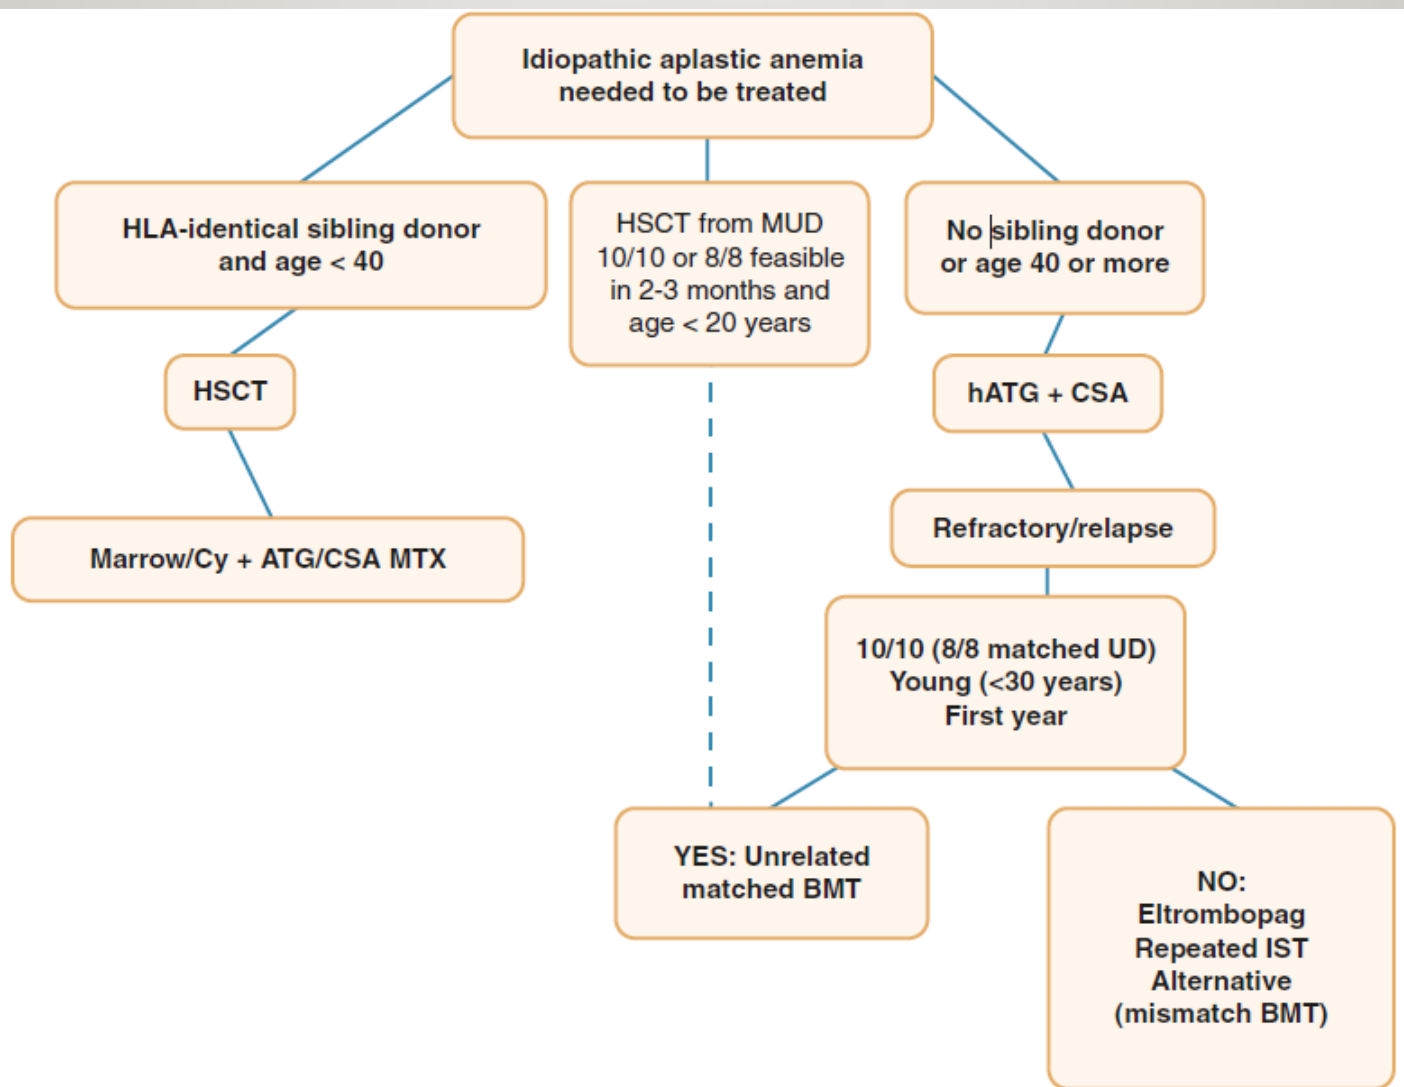 Idiopathic aplastic anemia
needed to be treated
HLA-identical sibling donor
and age < 40
HSCT from MUD
10/10 or 8/8 feasible
in 2-3 months and
age < 20 years
No sibling donor
or age 40 or more
HSCT
hATG + CSA
Marrow/Cy + ATG/CSA MTX
Refractory/relapse
10/10 (8/8 matched UD)
Young (<30 years)
First year
YES: Unrelated
matched BMT
NO:
Eltrombopag
Repeated IST
Alternative
(mismatch BMT)